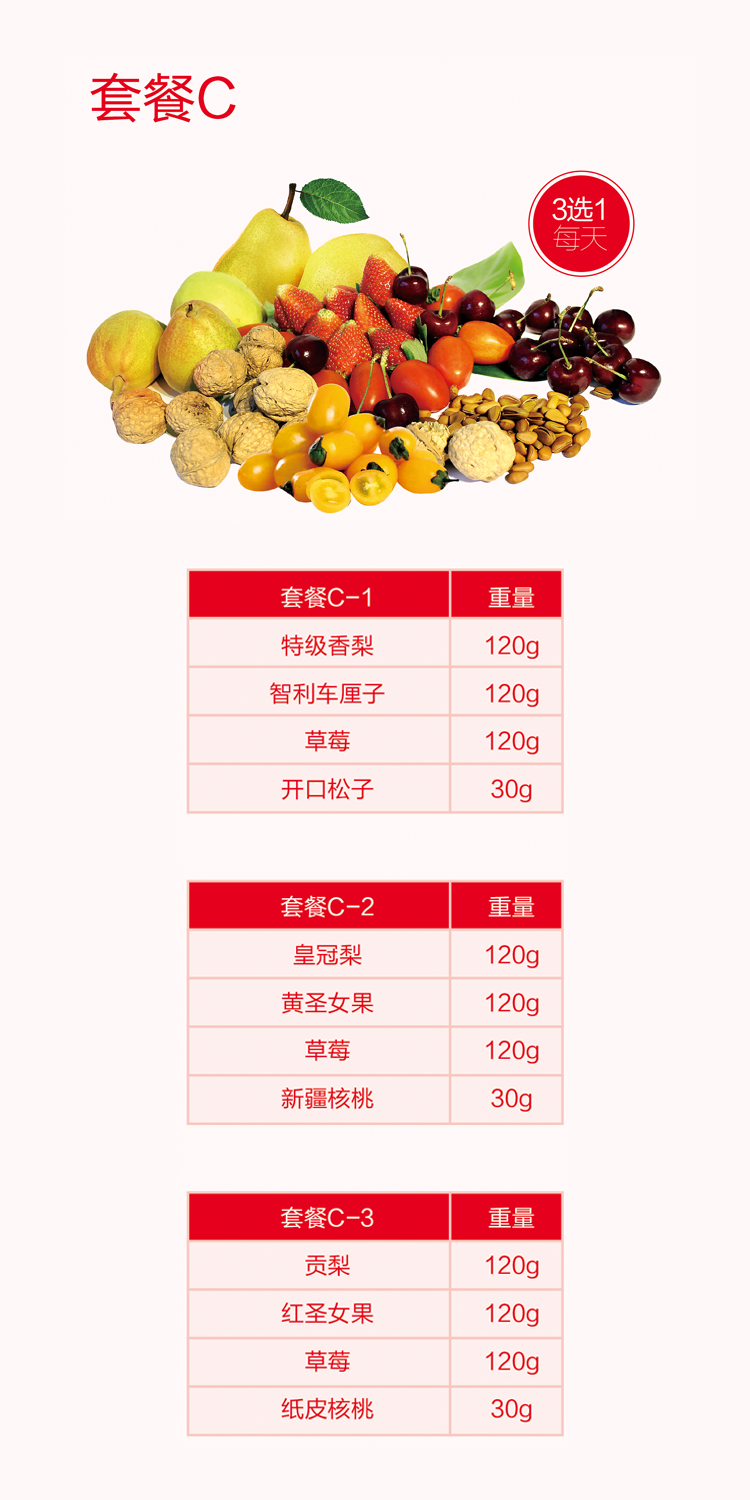 套餐C
3选1
每天
套餐C-1 重量
特级香梨 120g
智利车厘子 120g
草莓 120g
开口松子 30g
套餐C-2 重量
皇冠梨 120g
黄圣女果 120g
草莓 120g
新疆核桃 30g
套餐C-3 重量
贡梨 120g
红圣女果 120g
草莓 120g
纸皮核桃 30g